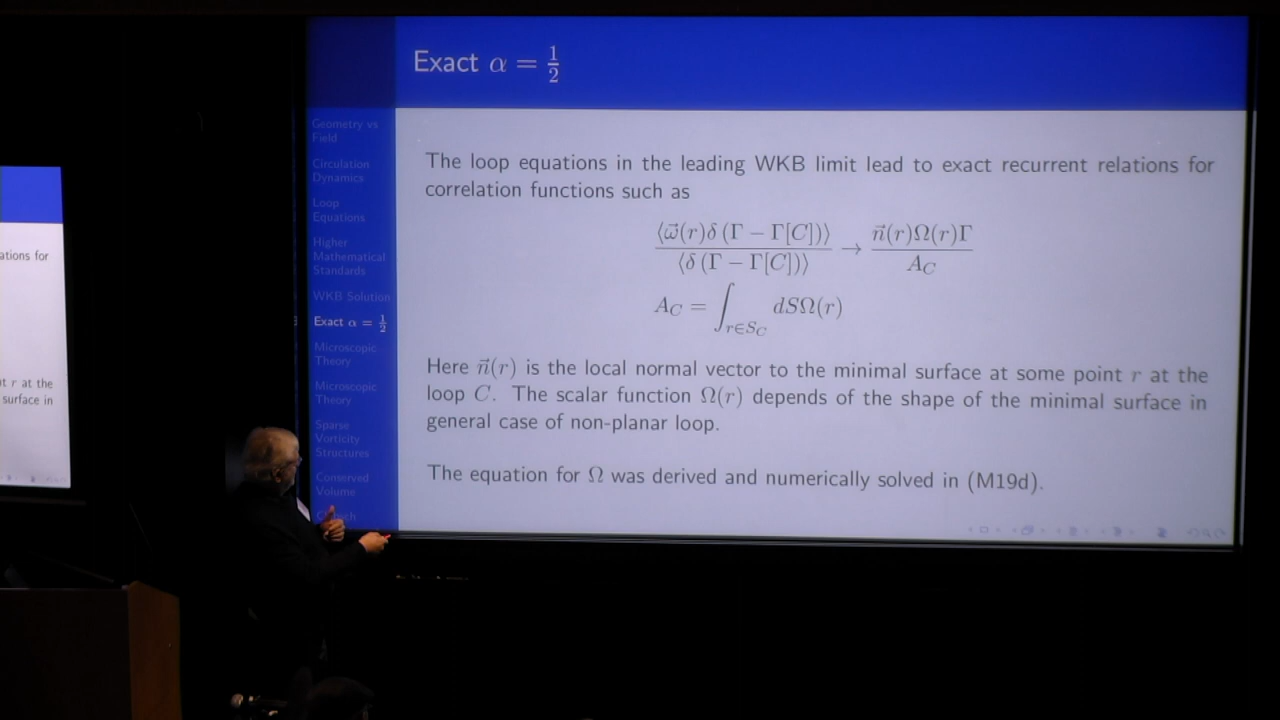 Exact α = 1/2
Geometry vs
Field
Circulation
Dynamics
Loop
Equations
Higher
Mathematical
Standards
WKB Solution
Exact α = 1/2
Microscopic
Theory
Microscopic
Theory
Sparse
Vorticity
Structures
Conserved
Volume
The loop equations in the leading WKB limit lead to exact recurrent relations for
correlation functions such as
⟨ω⃗(r)δ (Γ − Γ[C])⟩ / ⟨δ (Γ − Γ[C])⟩ → n⃗(r)Ω(r)Γ / A_C
A_C = ∫_{r∈S_C} dSΩ(r)
Here n⃗(r) is the local normal vector to the minimal surface at some point r at the
loop C. The scalar function Ω(r) depends of the shape of the minimal surface in
general case of non-planar loop.
The equation for Ω was derived and numerically solved in (M19d).
ations for
t r at the
surface in